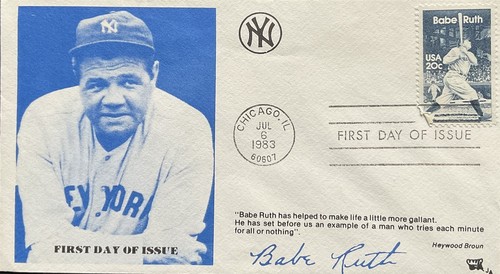 NY
Babe Ruth
USA
20c
NY
CHICAGO, IL
JUL
6
1983
60607
FIRST DAY OF ISSUE
NEW YORK
"Babe Ruth has helped to make life a little more gallant.
He has set before us an example of a man who tries each minute
for all or nothing".
Heywood Broun
FIRST DAY OF ISSUE
Babe Ruth